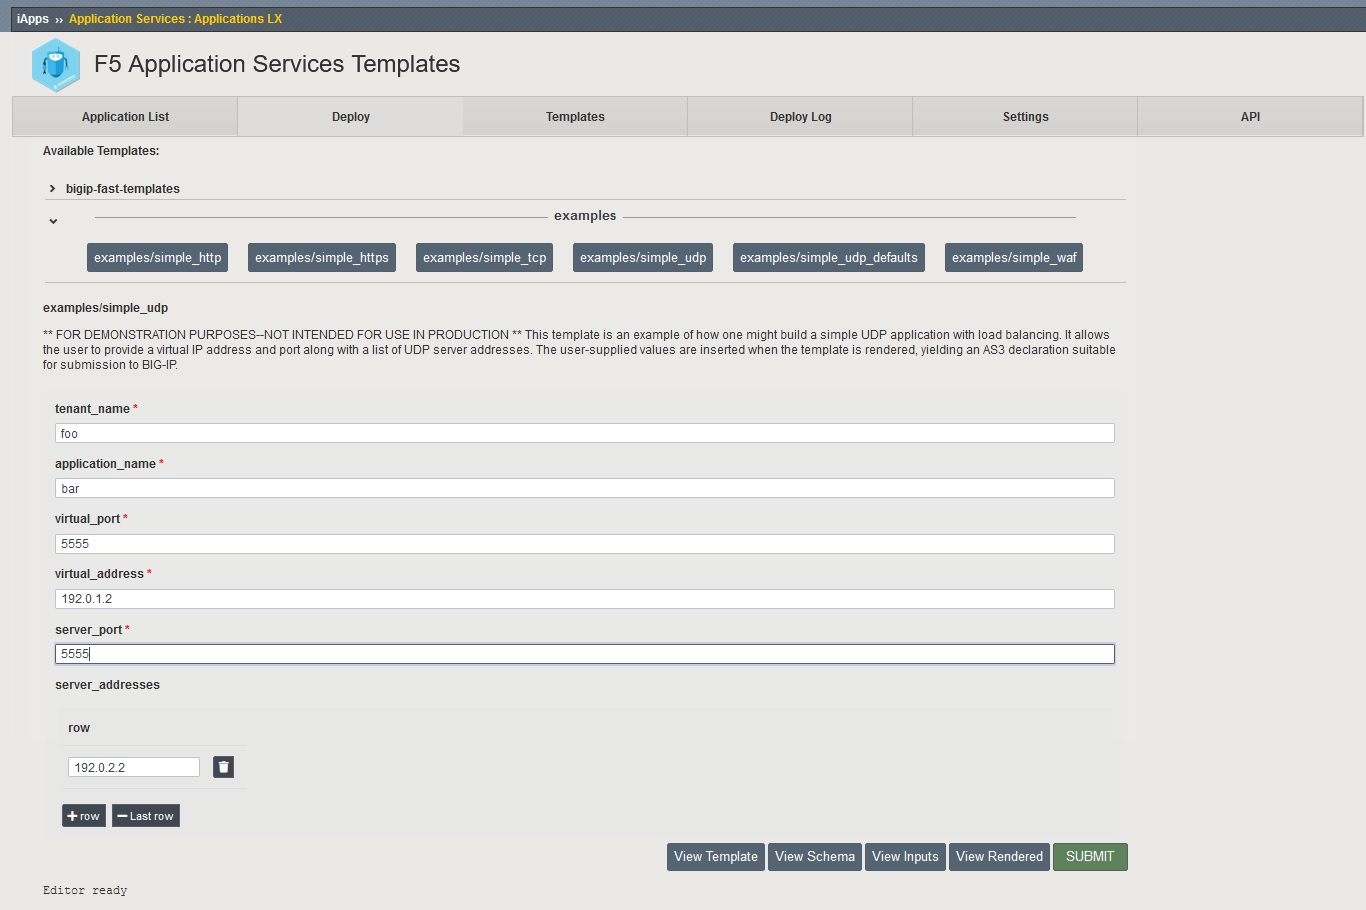 iApps ›› Application Services : Applications LX
F5 Application Services Templates
Application List Deploy Templates Deploy Log Settings API
Available Templates:
bigip-fast-templates
examples
examples/simple_http examples/simple_https examples/simple_tcp examples/simple_udp examples/simple_udp_defaults examples/simple_waf
examples/simple_udp
** FOR DEMONSTRATION PURPOSES--NOT INTENDED FOR USE IN PRODUCTION ** This template is an example of how one might build a simple UDP application with load balancing. It allows
the user to provide a virtual IP address and port along with a list of UDP server addresses. The user-supplied values are inserted when the template is rendered, yielding an AS3 declaration suitable
for submission to BIG-IP.
tenant_name *
foo
application_name *
bar
virtual_port *
5555
virtual_address *
192.0.1.2
server_port *
5555
server_addresses
row
192.0.2.2
+ row − Last row
View Template View Schema View Inputs View Rendered SUBMIT
Editor ready